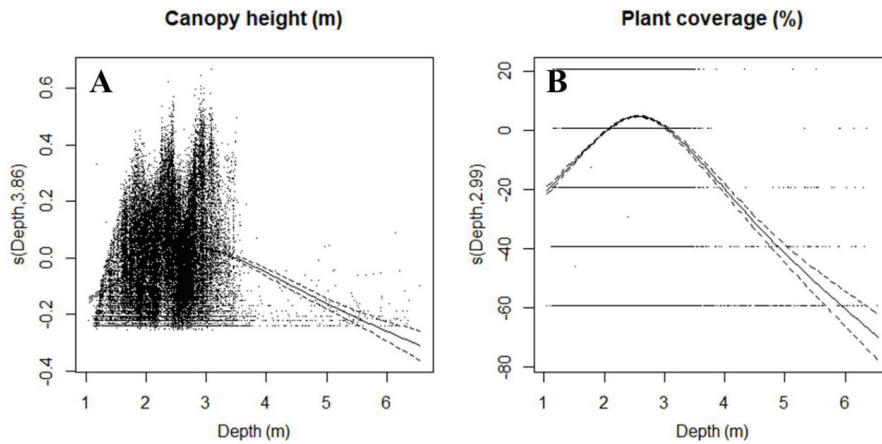 Canopy height (m)
A
s(Depth,3.86)
0.6
0.4
0.2
0.0
-0.2
-0.4
1 2 3 4 5 6
Depth (m)
Plant coverage (%)
B
s(Depth,2.99)
20
0
-20
-40
-60
-80
1 2 3 4 5 6
Depth (m)